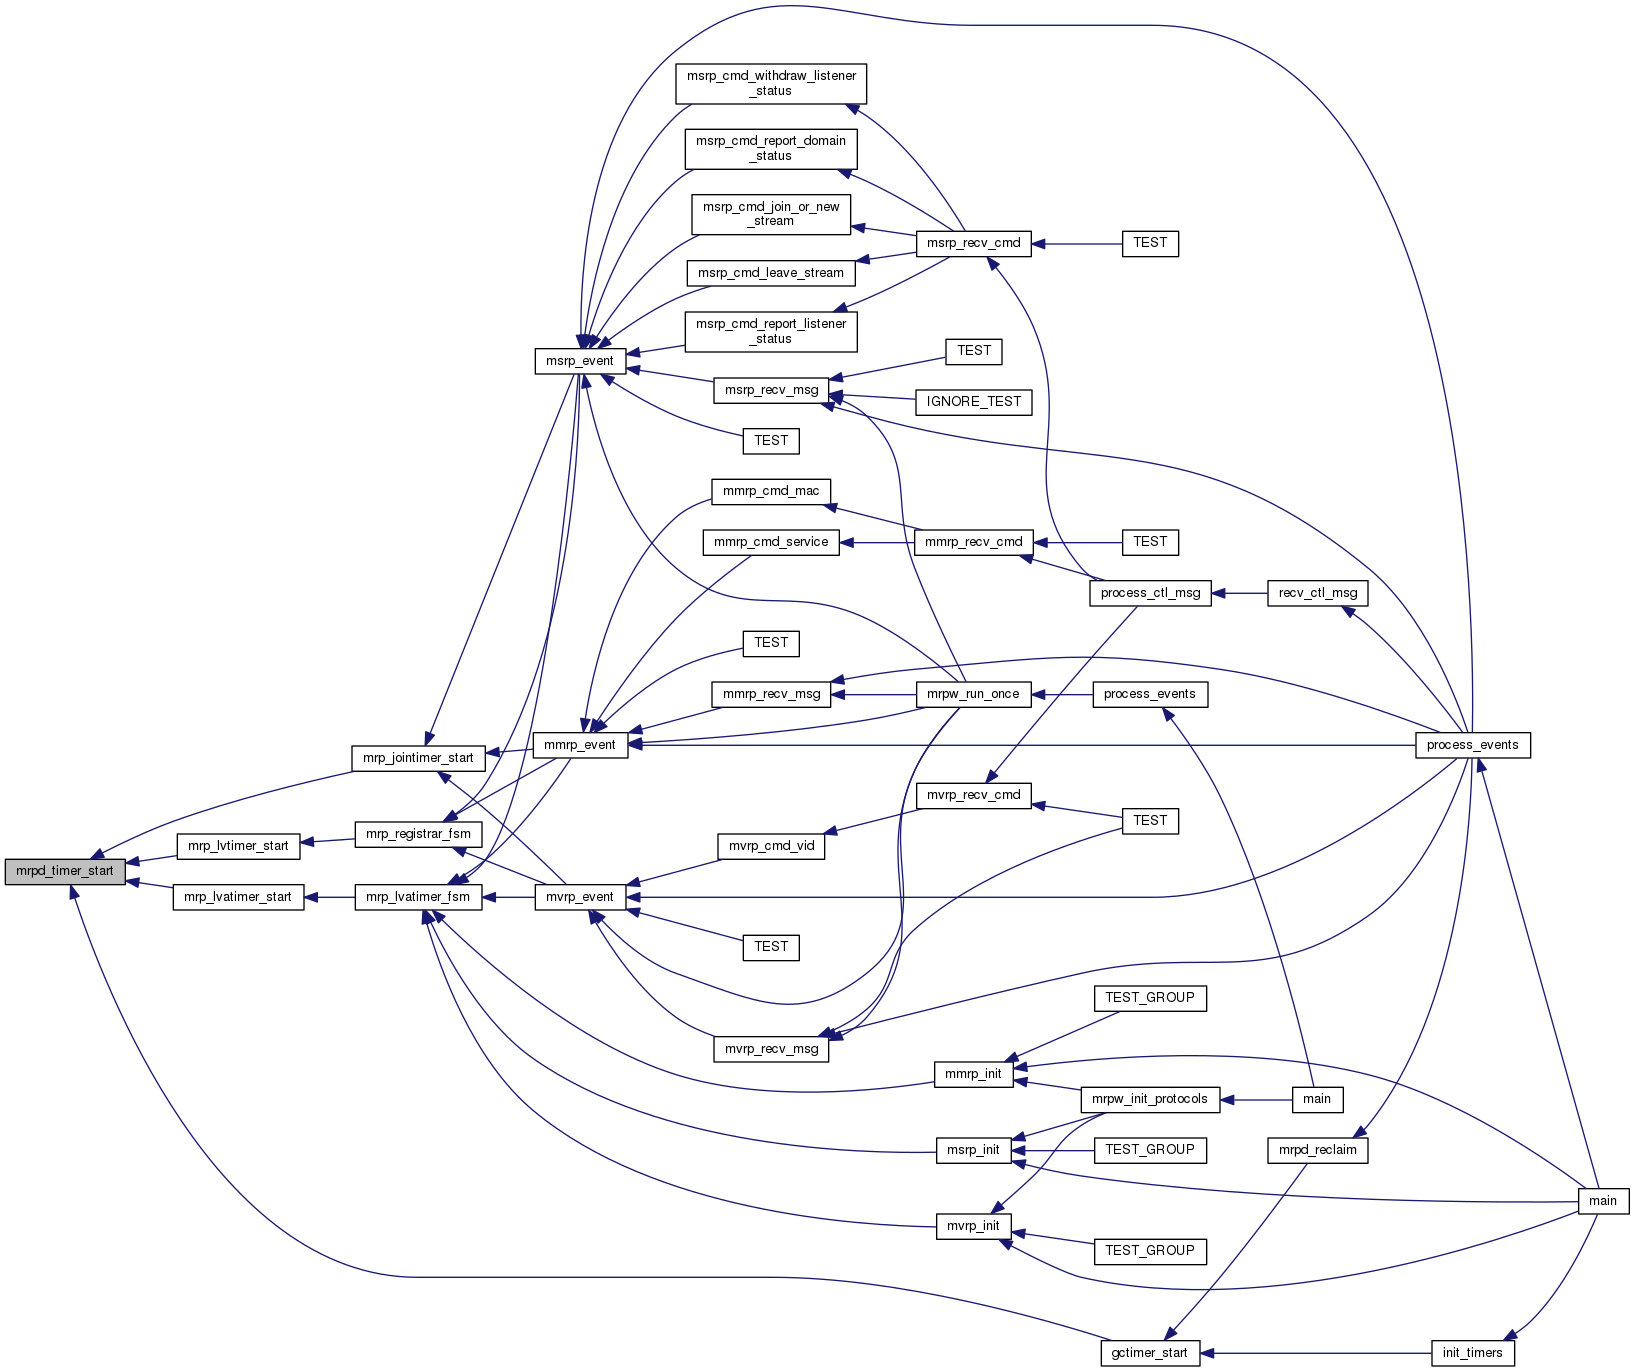 msrp_cmd_withdraw_listener
_status
msrp_cmd_report_domain
_status
msrp_cmd_join_or_new
_stream
msrp_recv_cmd
TEST
msrp_cmd_leave_stream
msrp_cmd_report_listener
_status
TEST
msrp_event
msrp_recv_msg
IGNORE_TEST
TEST
mmrp_cmd_mac
mmrp_cmd_service
mmrp_recv_cmd
TEST
process_ctl_msg
recv_ctl_msg
TEST
mmrp_recv_msg
mrpw_run_once
process_events
mmrp_event
process_events
mrp_jointimer_start
mvrp_recv_cmd
TEST
mrp_registrar_fsm
mrp_lvtimer_start
mvrp_cmd_vid
mrpd_timer_start
mrp_lvatimer_start
mrp_lvatimer_fsm
mvrp_event
TEST
TEST_GROUP
mvrp_recv_msg
mmrp_init
mrpw_init_protocols
main
msrp_init
TEST_GROUP
mrpd_reclaim
main
mvrp_init
TEST_GROUP
gctimer_start
init_timers